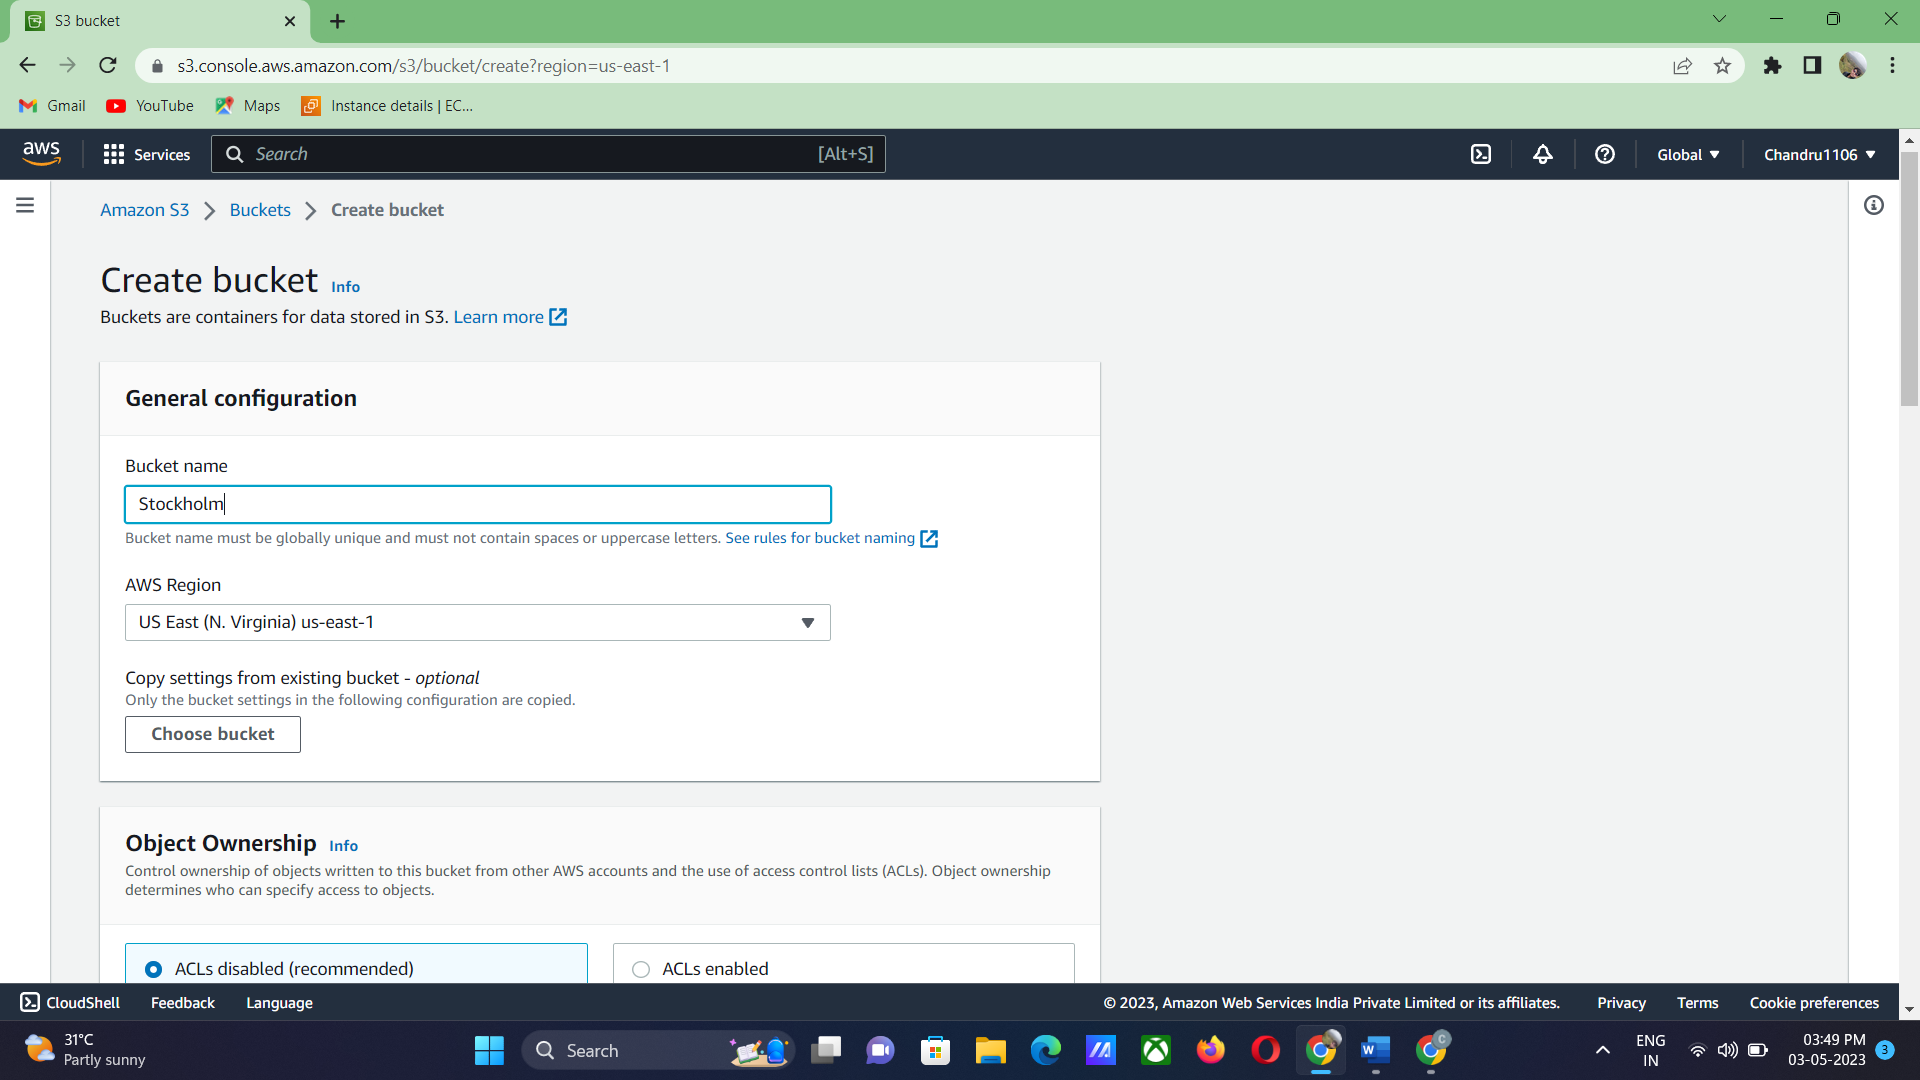 S3 bucket
s3.console.aws.amazon.com/s3/bucket/create?region=us-east-1
Gmail YouTube Maps Instance details | EC...
aws Services Search [Alt+S] Global Chandru1106
Amazon S3 Buckets Create bucket
Create bucket Info
Buckets are containers for data stored in S3. Learn more
General configuration
Bucket name
Stockholm
Bucket name must be globally unique and must not contain spaces or uppercase letters. See rules for bucket naming
AWS Region
US East (N. Virginia) us-east-1
Copy settings from existing bucket - optional
Only the bucket settings in the following configuration are copied.
Choose bucket
Object Ownership Info
Control ownership of objects written to this bucket from other AWS accounts and the use of access control lists (ACLs). Object ownership
determines who can specify access to objects.
ACLs disabled (recommended) ACLs enabled
CloudShell Feedback Language © 2023, Amazon Web Services India Private Limited or its affiliates. Privacy Terms Cookie preferences
31°C
Partly sunny
Search
ENG
IN
03:49 PM
03-05-2023
3